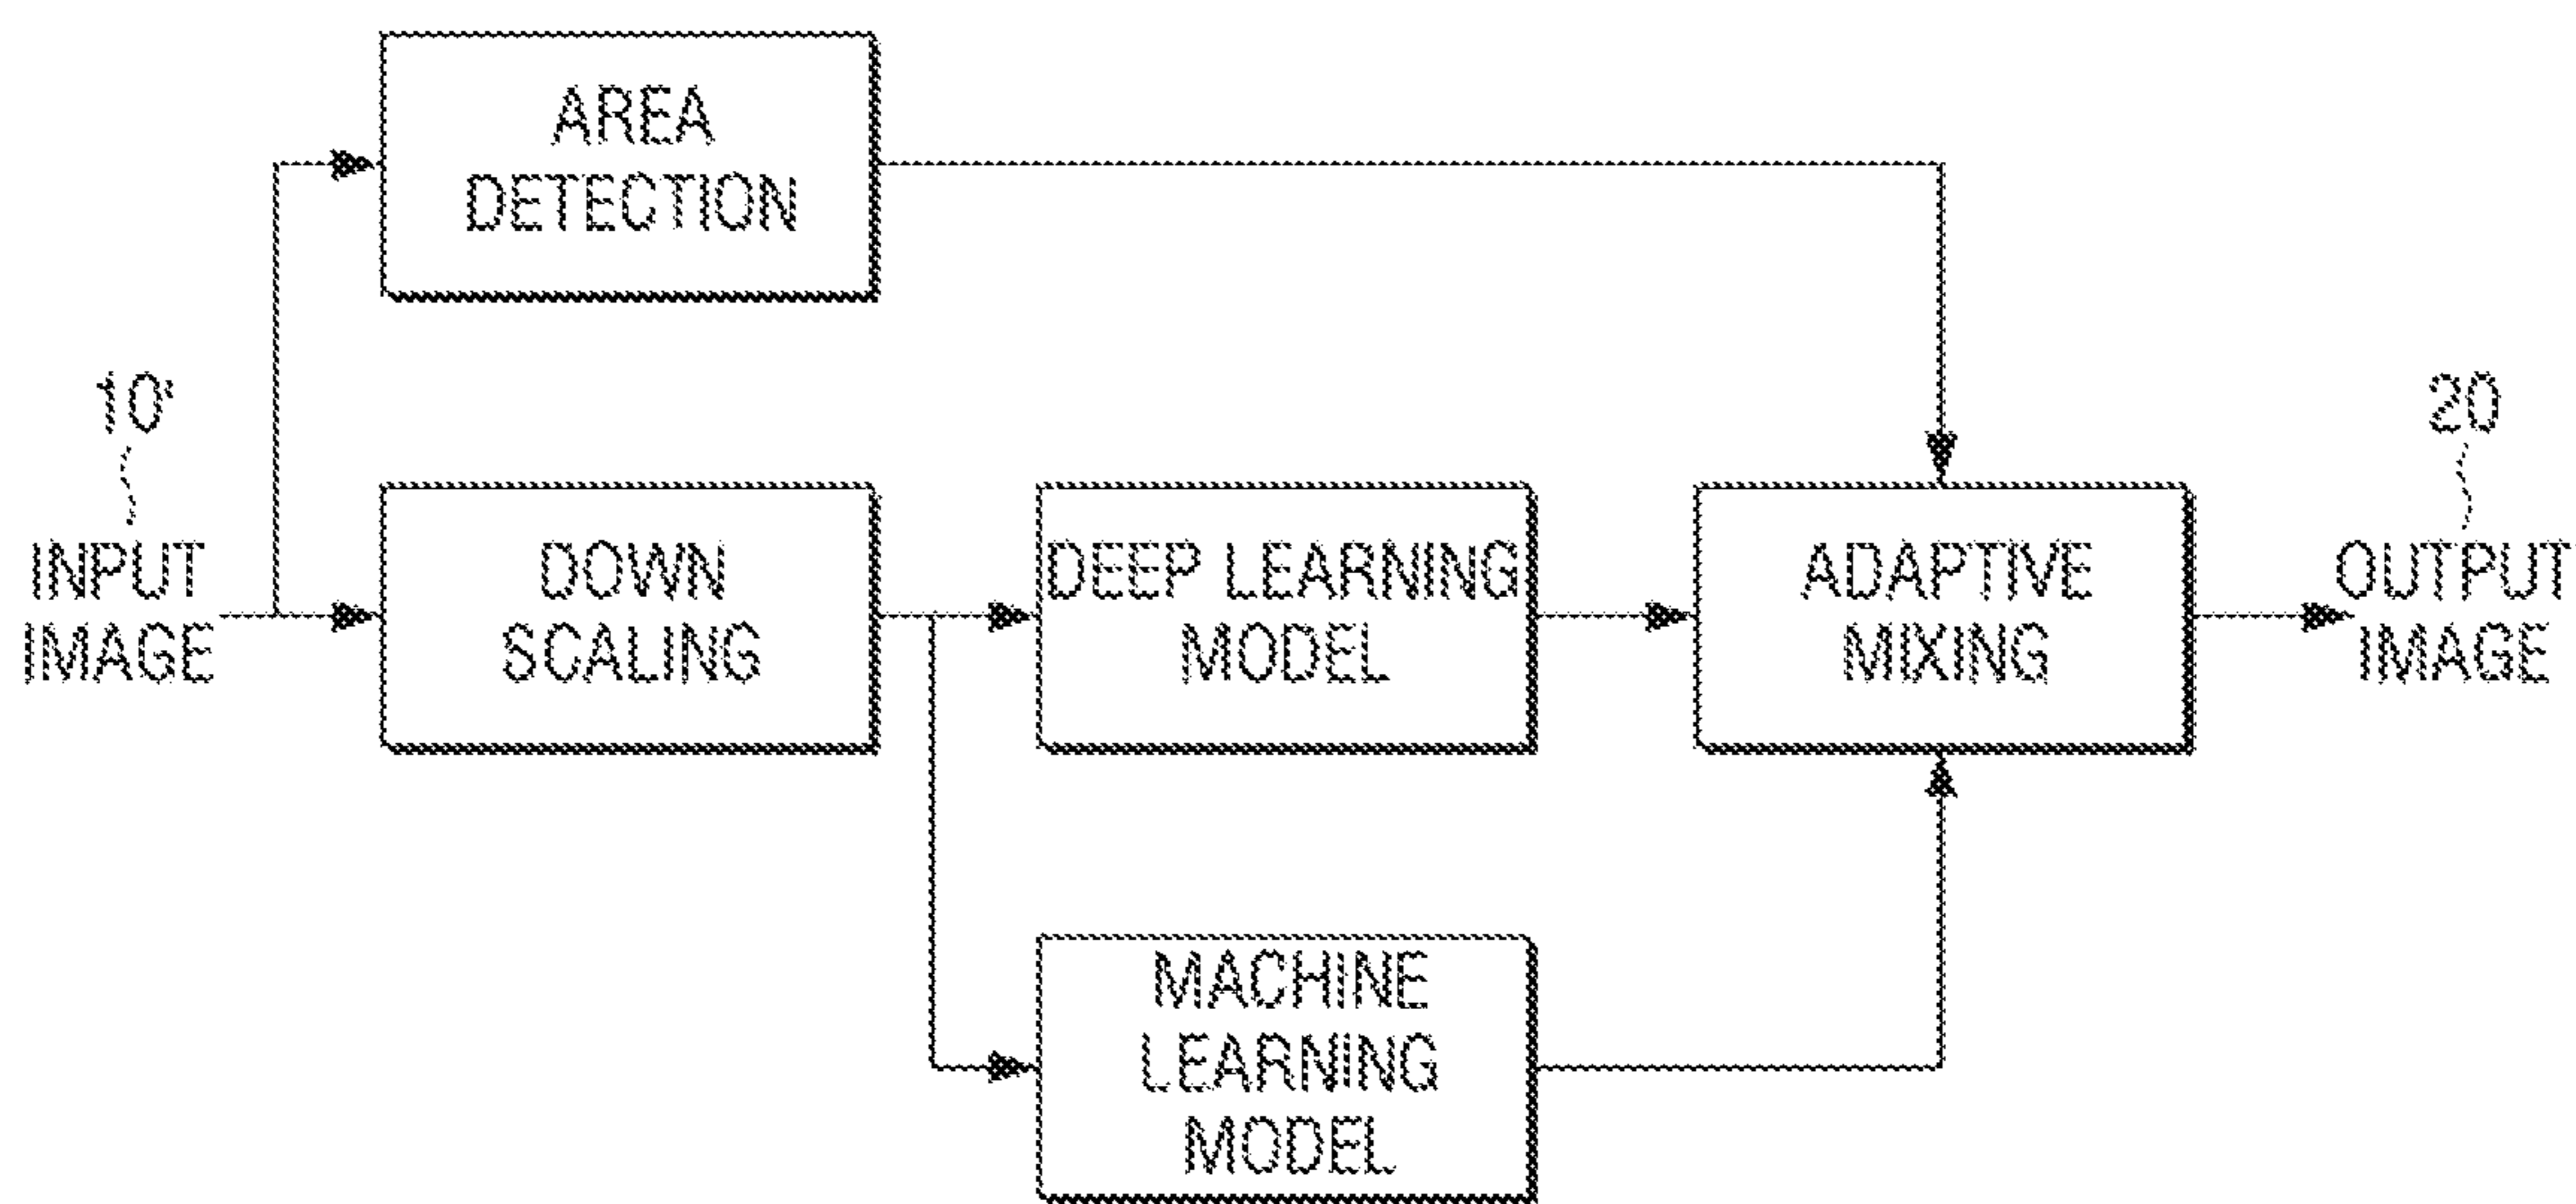 AREA
DETECTION
10'
20
INPUT
IMAGE
DOWN
SCALING
DEEP LEARNING
MODEL
ADAPTIVE
MIXING
OUTPUT
IMAGE
MACHINE
LEARNING
MODEL